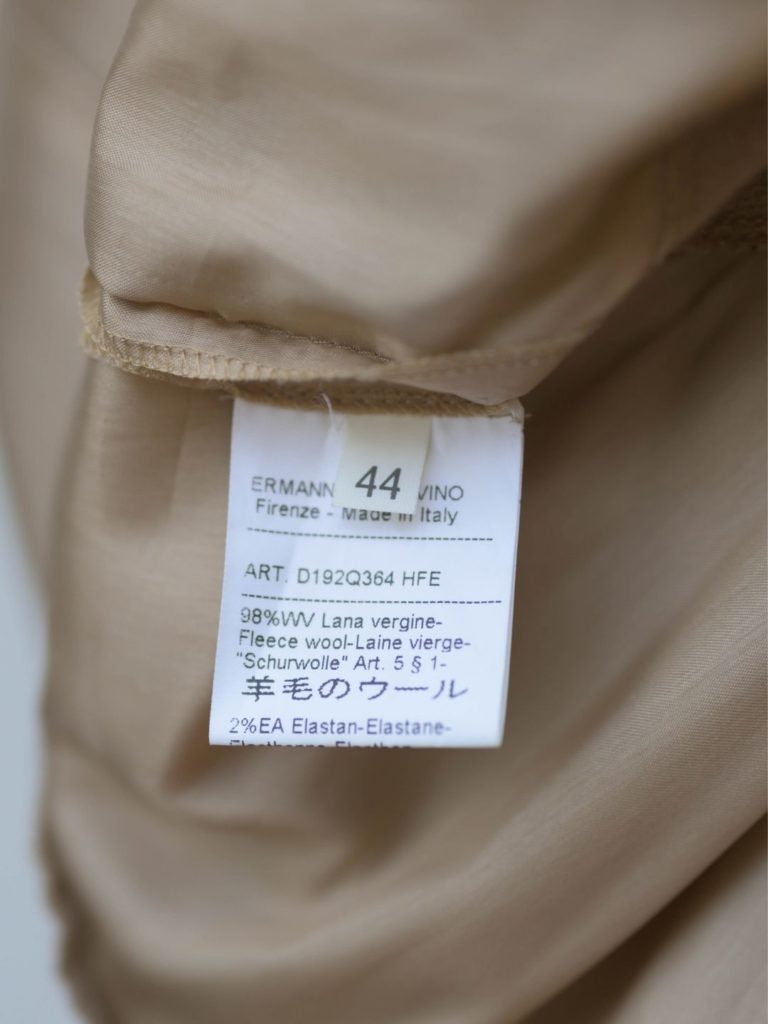 44
ERMANN VINO
Firenze - Made in Italy
ART. D192Q364 HFE
98%WV Lana vergine-
Fleece wool-Laine vierge-
"Schurwolle" Art. 5 § 1-
羊毛のウール
2%EA Elastan-Elastane-